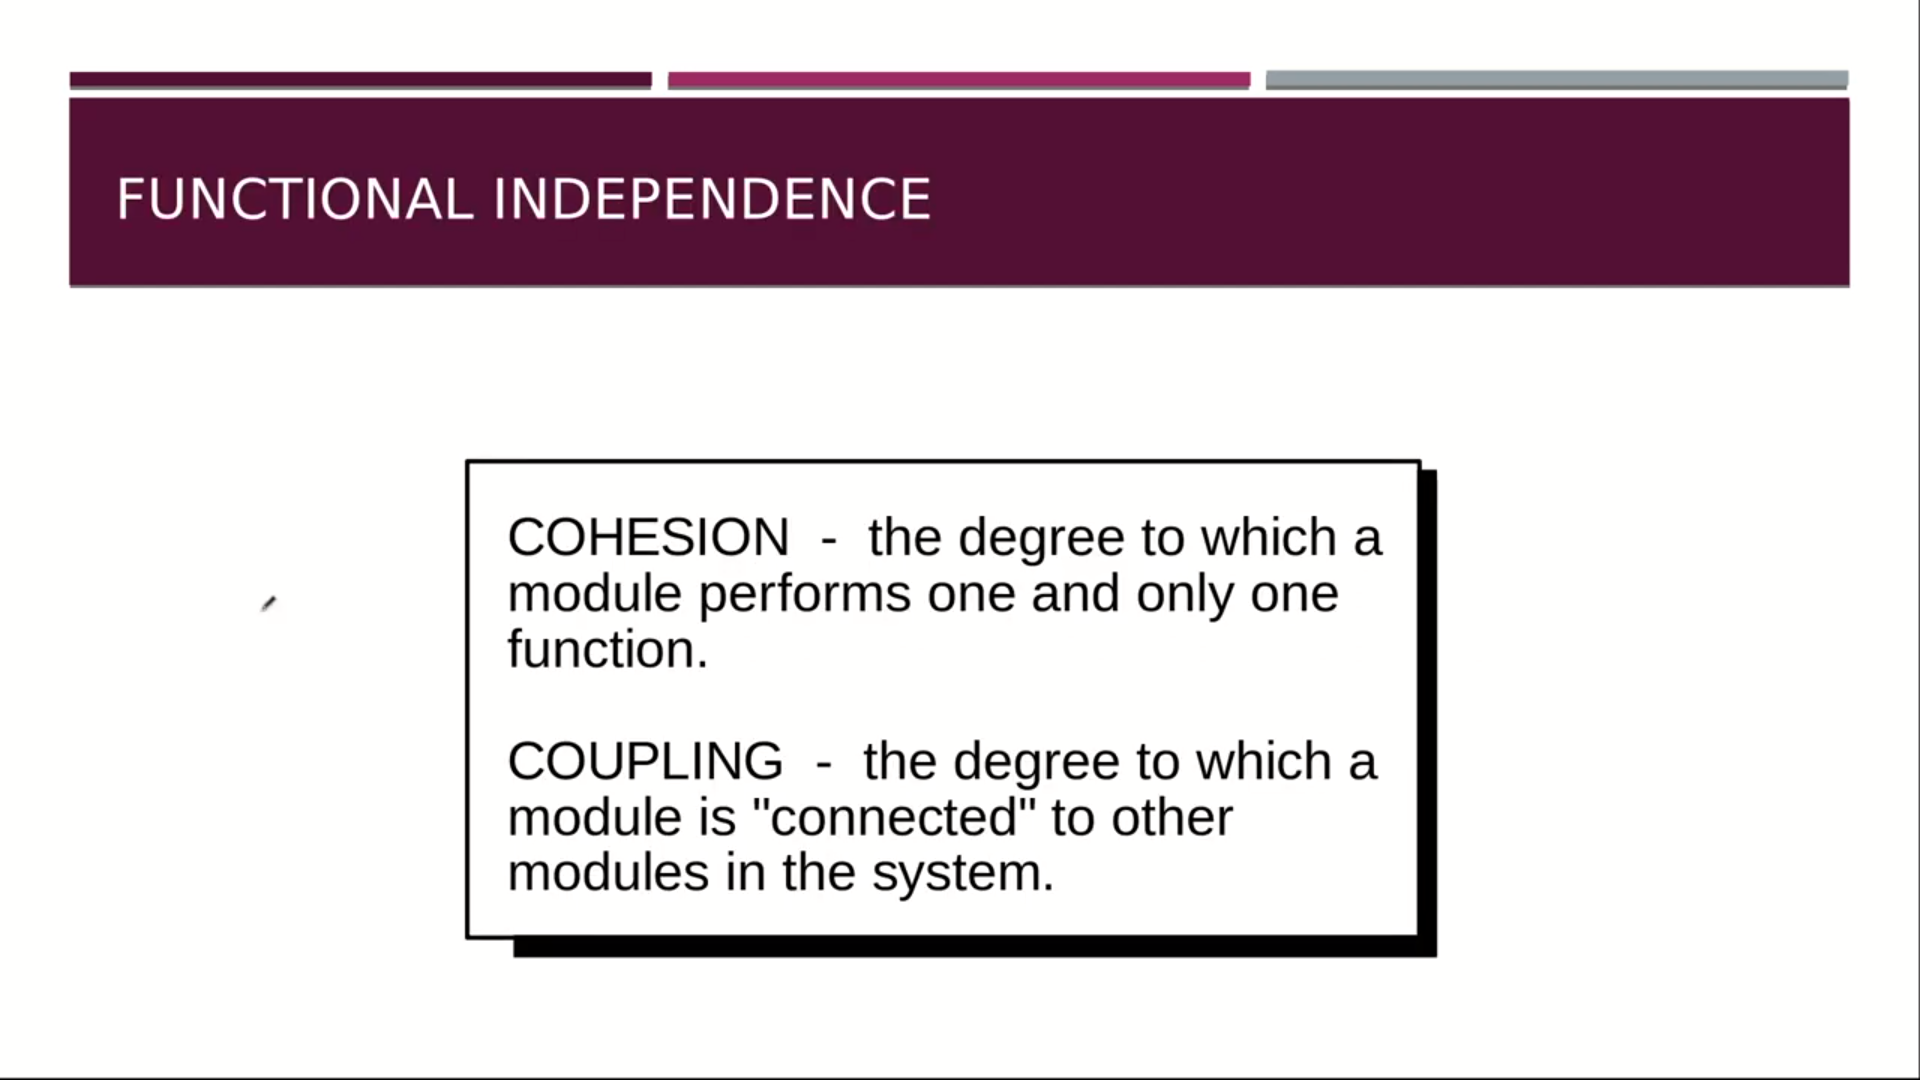 FUNCTIONAL INDEPENDENCE
COHESION - the degree to which a
module performs one and only one
function.
COUPLING - the degree to which a
module is "connected" to other
modules in the system.